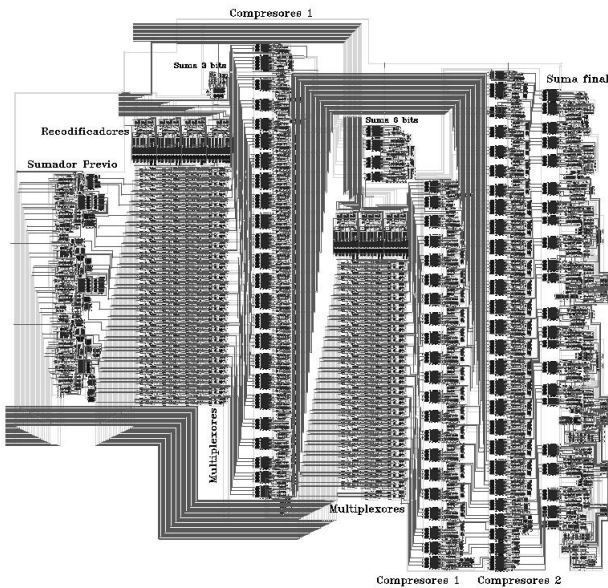 Compresores 1
Suma 3 bits
Suma final
Recodificadores
Suma 6 bits
Sumador Previo
Multiplexores
Multiplexores
Compresores 1
Compresores 2